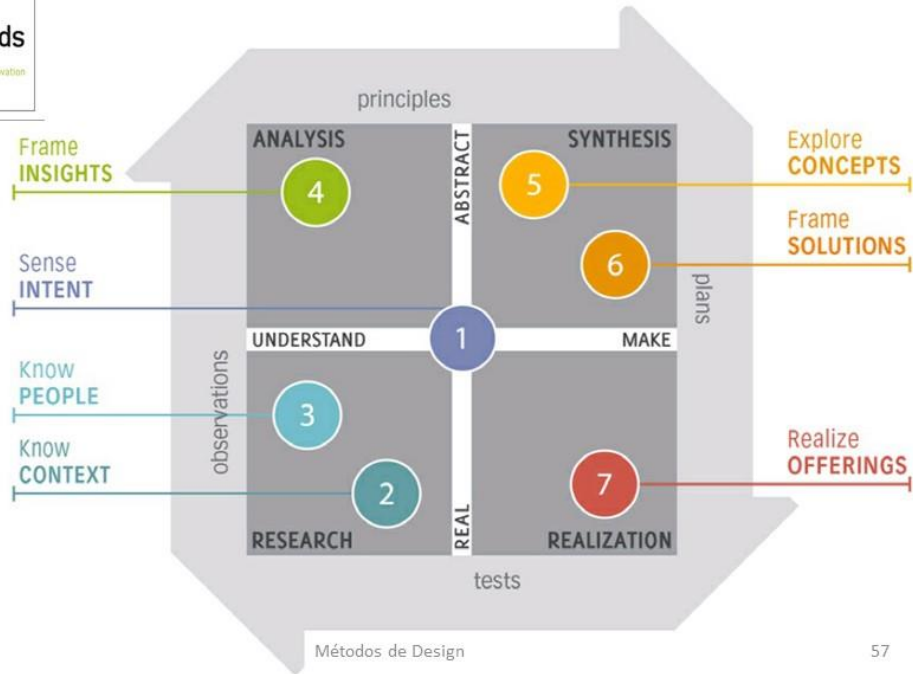 ds
vation
principles
Frame
INSIGHTS
ANALYSIS
4
ABSTRACT
SYNTHESIS
5
Explore
CONCEPTS
6
Frame
SOLUTIONS
Sense
INTENT
UNDERSTAND
1
MAKE
plans
observations
Know
PEOPLE
3
Know
CONTEXT
2
RESEARCH
REAL
7
Realize
OFFERINGS
REALIZATION
tests
Métodos de Design
57